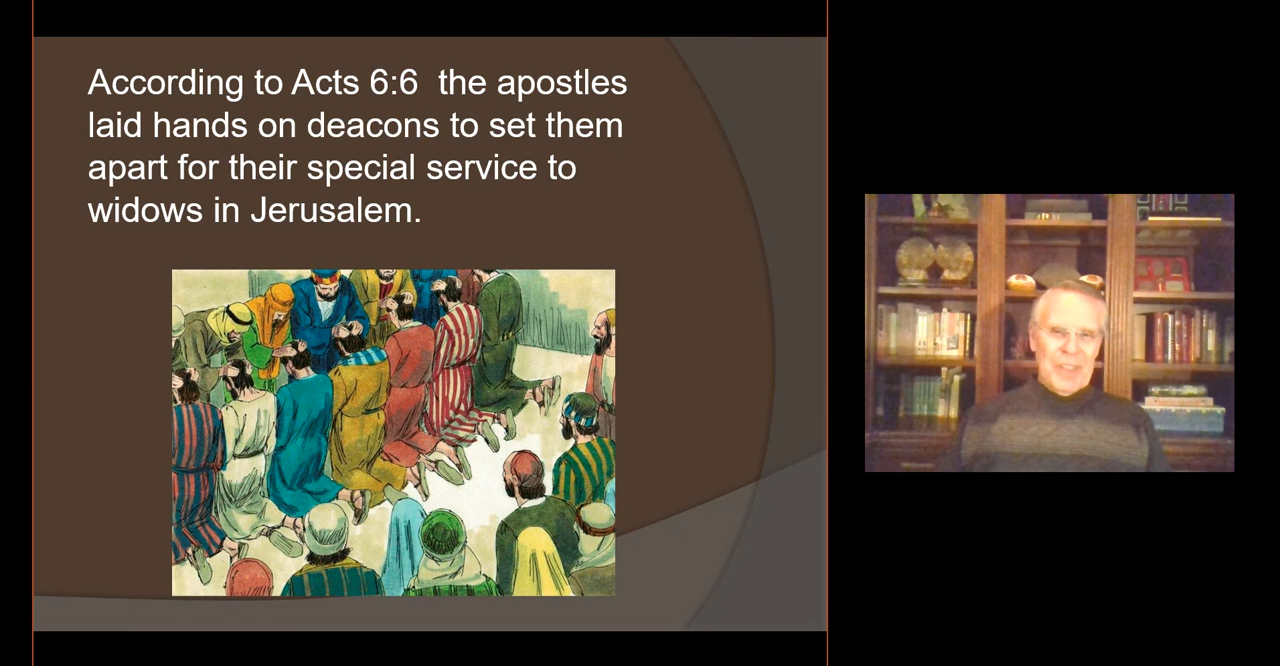 According to Acts 6:6  the apostles
laid hands on deacons to set them
apart for their special service to
widows in Jerusalem.